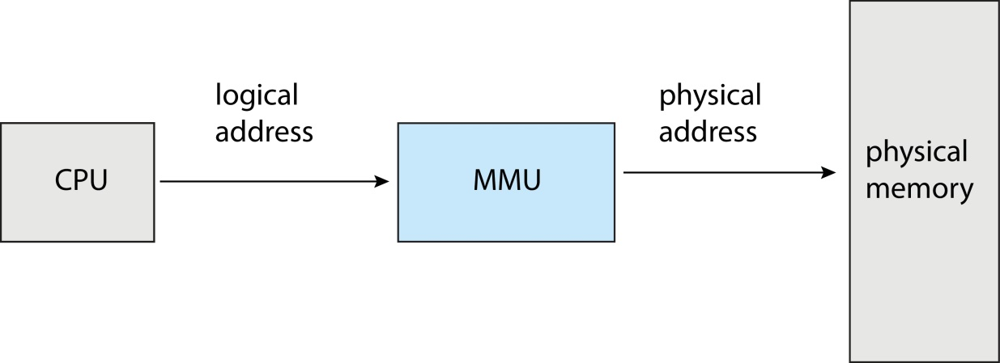 CPU
logical
address
MMU
physical
address
physical
memory